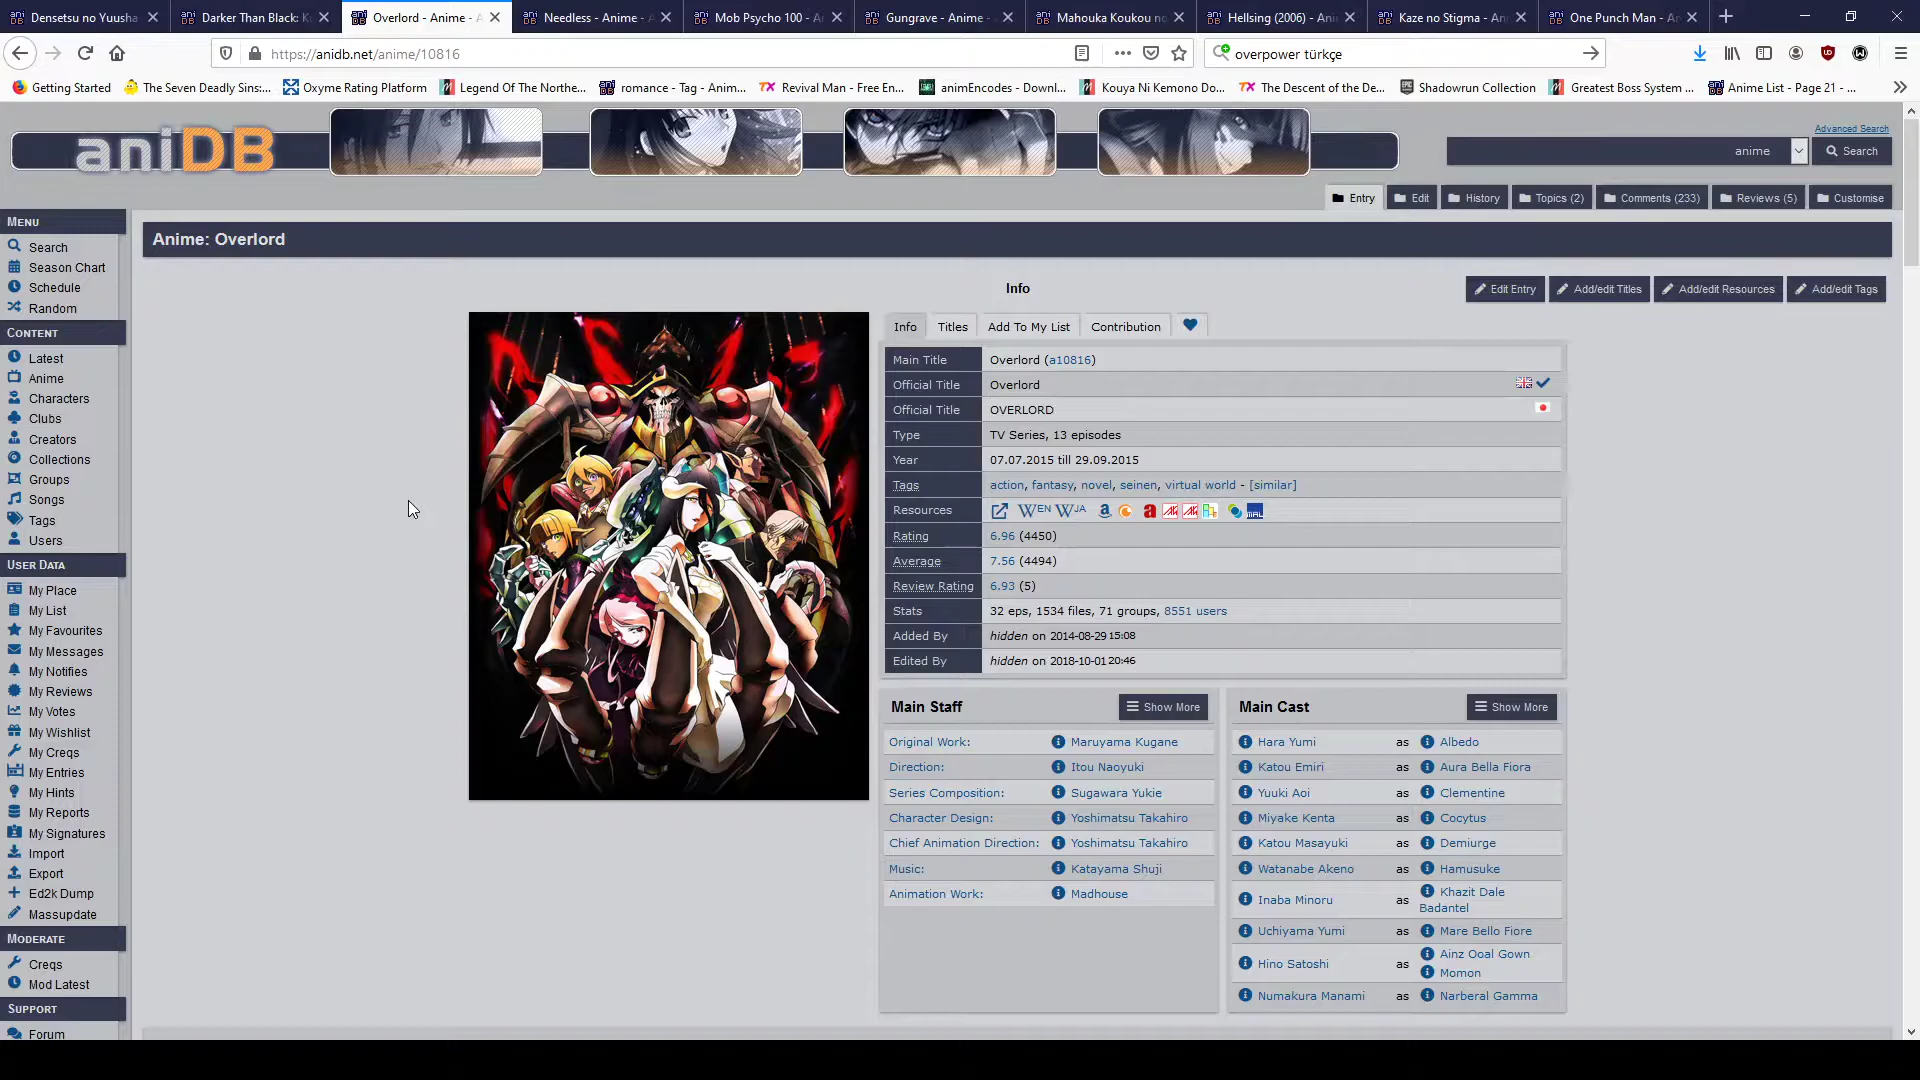 Densetsu no Yuusha
Darker Than Black: K
Overlord - Anime -
Needless - Anime -
Mob Psycho 100 - A
Gungrave - Anime -
Mahouka Koukou no
Hellsing (2006) - Ani
Kaze no Stigma - An
One Punch Man - A
https://anidb.net/anime/10816
overpower türkçe
Getting Started
The Seven Deadly Sins:...
Oxyme Rating Platform
Legend Of The Northe...
romance - Tag - Anim...
Revival Man - Free En...
animEncodes - Downl...
Kouya Ni Kemono Do...
The Descent of the De...
Shadowrun Collection
Greatest Boss System ...
Anime List - Page 21 - ...
aniDB
Advanced Search
anime
Search
Entry
Edit
History
Topics (2)
Comments (233)
Reviews (5)
Customise
MENU
Search
Season Chart
Schedule
Random
CONTENT
Latest
Anime
Characters
Clubs
Creators
Collections
Groups
Songs
Tags
Users
USER DATA
My Place
My List
My Favourites
My Messages
My Notifies
My Reviews
My Votes
My Wishlist
My Creqs
My Entries
My Hints
My Reports
My Signatures
Import
Export
Ed2k Dump
Massupdate
MODERATE
Creqs
Mod Latest
SUPPORT
Forum
Anime: Overlord
Info
Edit Entry
Add/edit Titles
Add/edit Resources
Add/edit Tags
Info
Titles
Add To My List
Contribution
Main Title Overlord (a10816)
Official Title Overlord
Official Title OVERLORD
Type TV Series, 13 episodes
Year 07.07.2015 till 29.09.2015
Tags action, fantasy, novel, seinen, virtual world - [similar]
Resources W EN W JA
Rating 6.96 (4450)
Average 7.56 (4494)
Review Rating 6.93 (5)
Stats 32 eps, 1534 files, 71 groups, 8551 users
Added By hidden on 2014-08-29 15:08
Edited By hidden on 2018-10-01 20:46
Main Staff
Show More
Original Work: Maruyama Kugane
Direction: Itou Naoyuki
Series Composition: Sugawara Yukie
Character Design: Yoshimatsu Takahiro
Chief Animation Direction: Yoshimatsu Takahiro
Music: Katayama Shuji
Animation Work: Madhouse
Main Cast
Show More
Hara Yumi as Albedo
Katou Emiri as Aura Bella Fiora
Yuuki Aoi as Clementine
Miyake Kenta as Cocytus
Katou Masayuki as Demiurge
Watanabe Akeno as Hamusuke
Inaba Minoru as Khazit Dale
Badantel
Uchiyama Yumi as Mare Bello Fiore
Hino Satoshi as Ainz Ooal Gown
Momon
Numakura Manami as Narberal Gamma